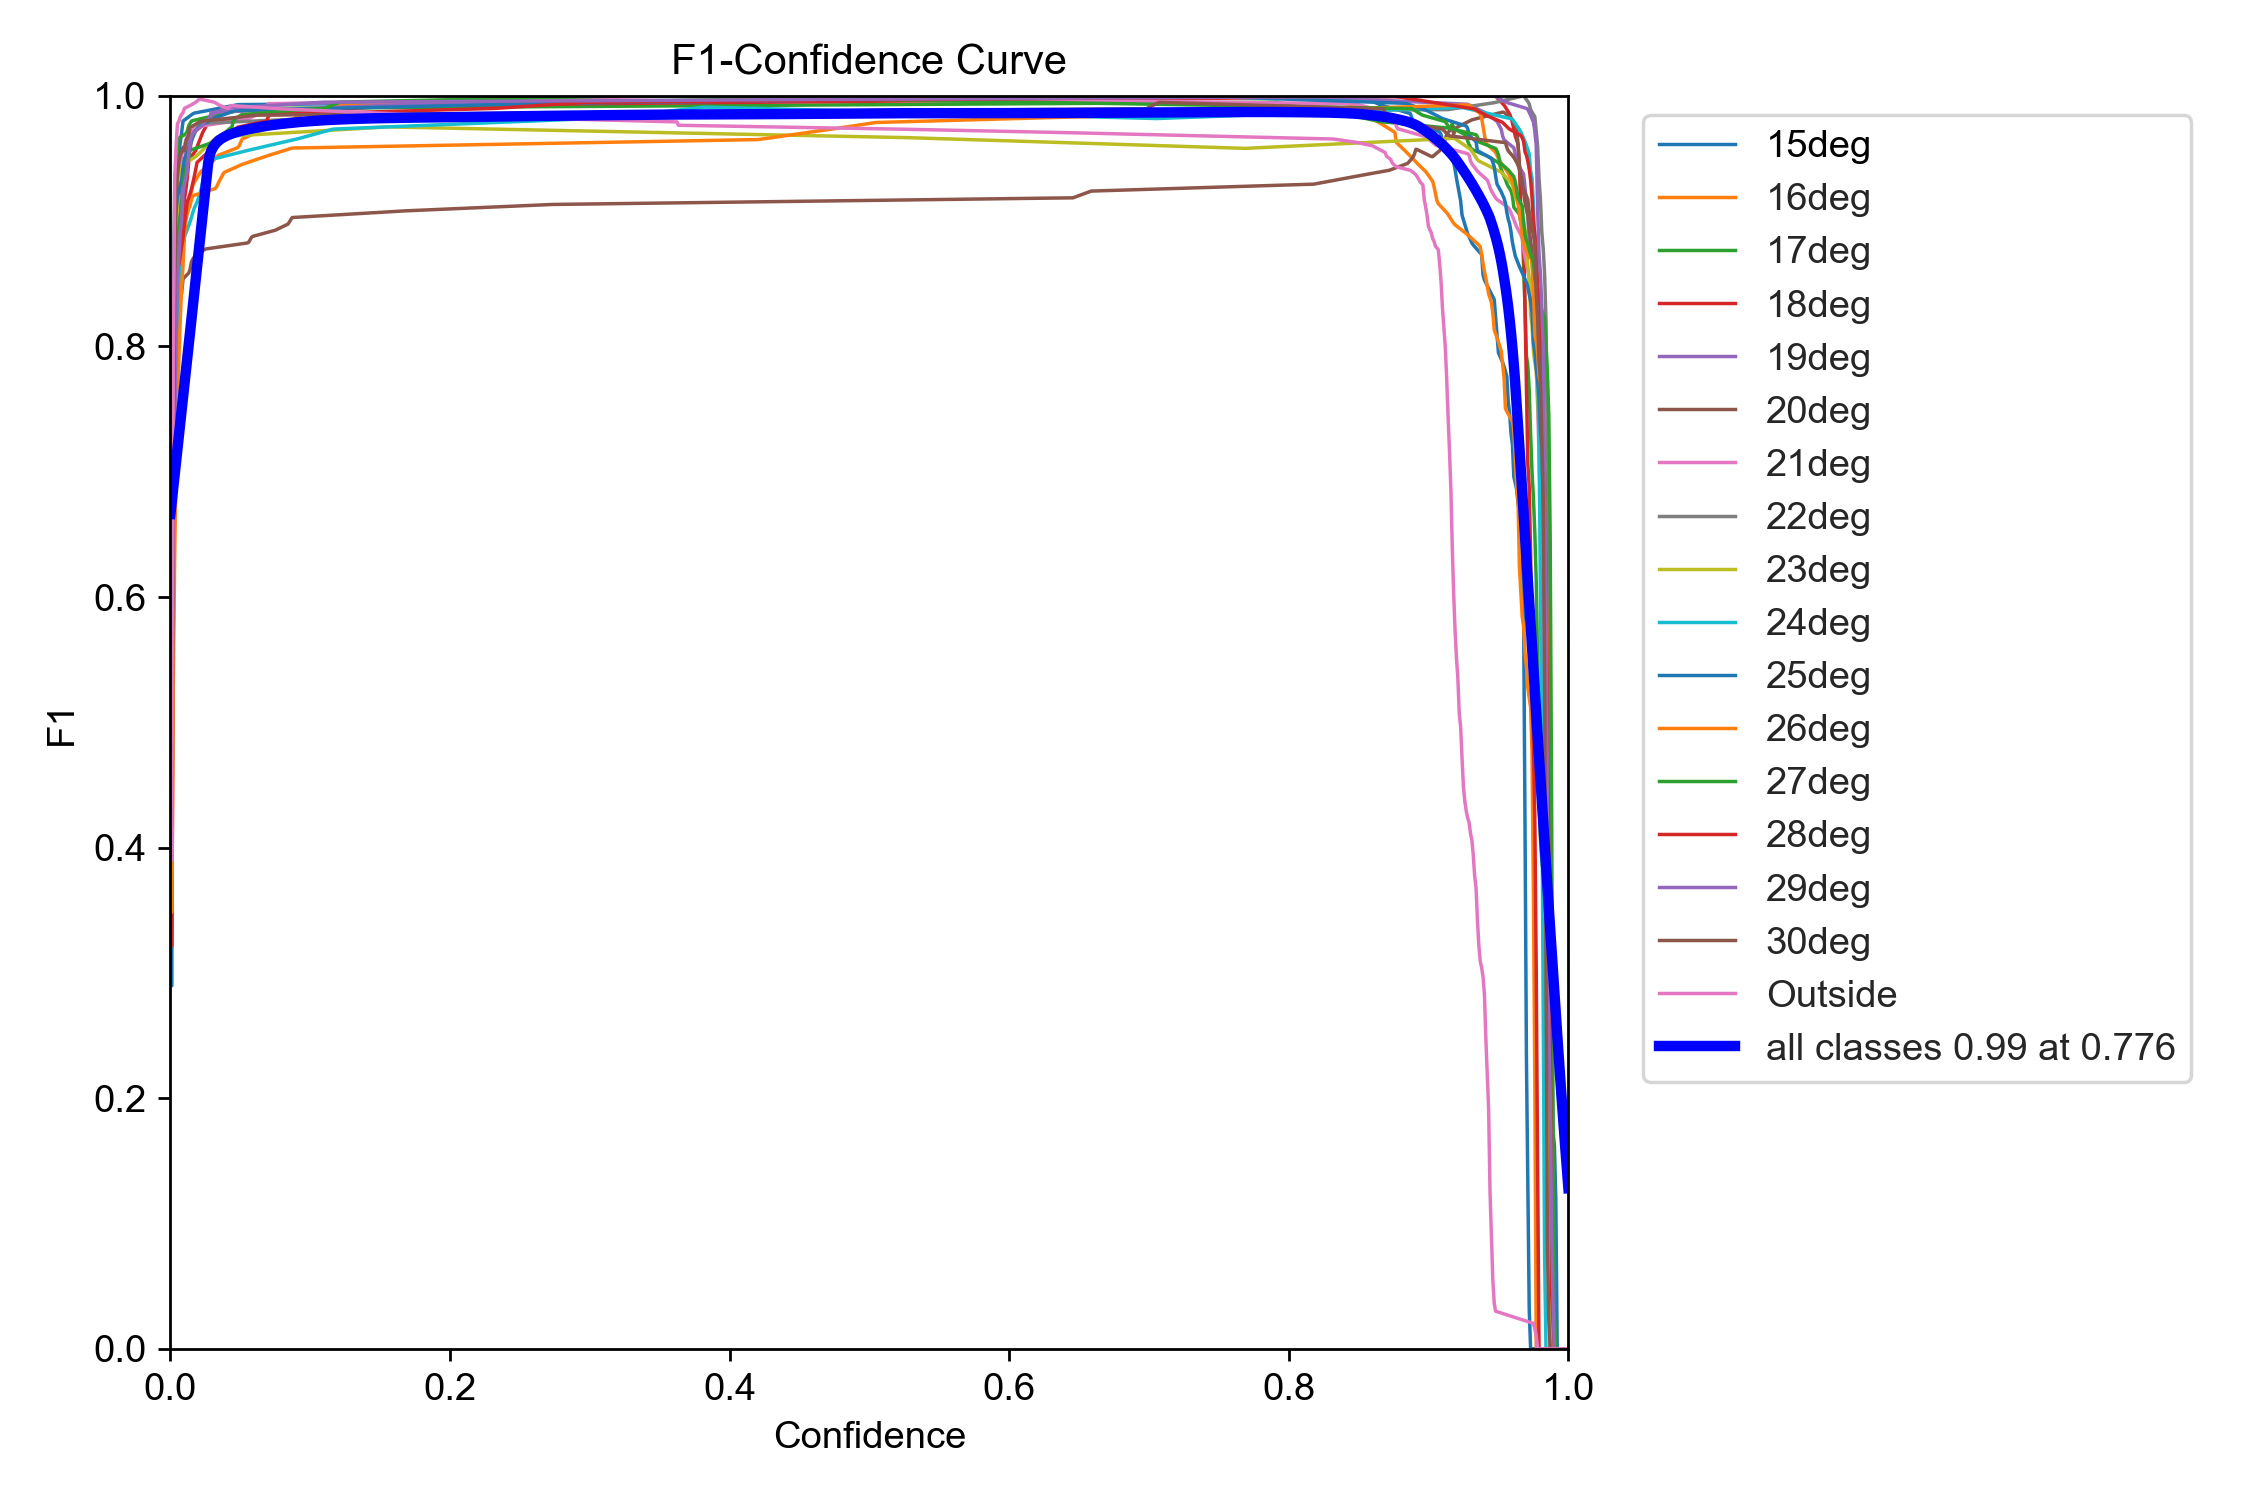 F1-Confidence Curve
1.0
0.8
0.6
0.4
0.2
0.0
F1
0.0 0.2 0.4 0.6 0.8 1.0
Confidence
15deg
16deg
17deg
18deg
19deg
20deg
21deg
22deg
23deg
24deg
25deg
26deg
27deg
28deg
29deg
30deg
Outside
all classes 0.99 at 0.776